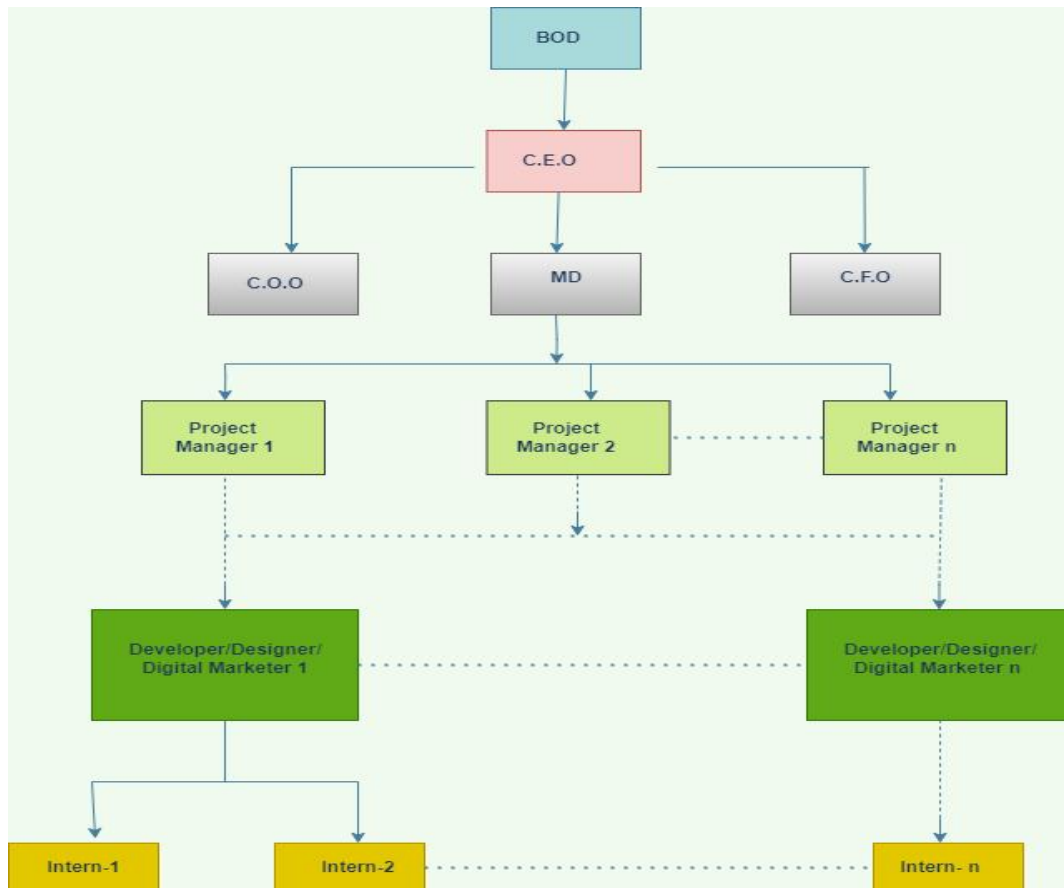 BOD
C.E.O
C.O.O
MD
C.F.O
Project
Manager 1
Project
Manager 2
Project
Manager n
Developer/Designer/
Digital Marketer 1
Developer/Designer/
Digital Marketer n
Intern-1
Intern-2
Intern- n